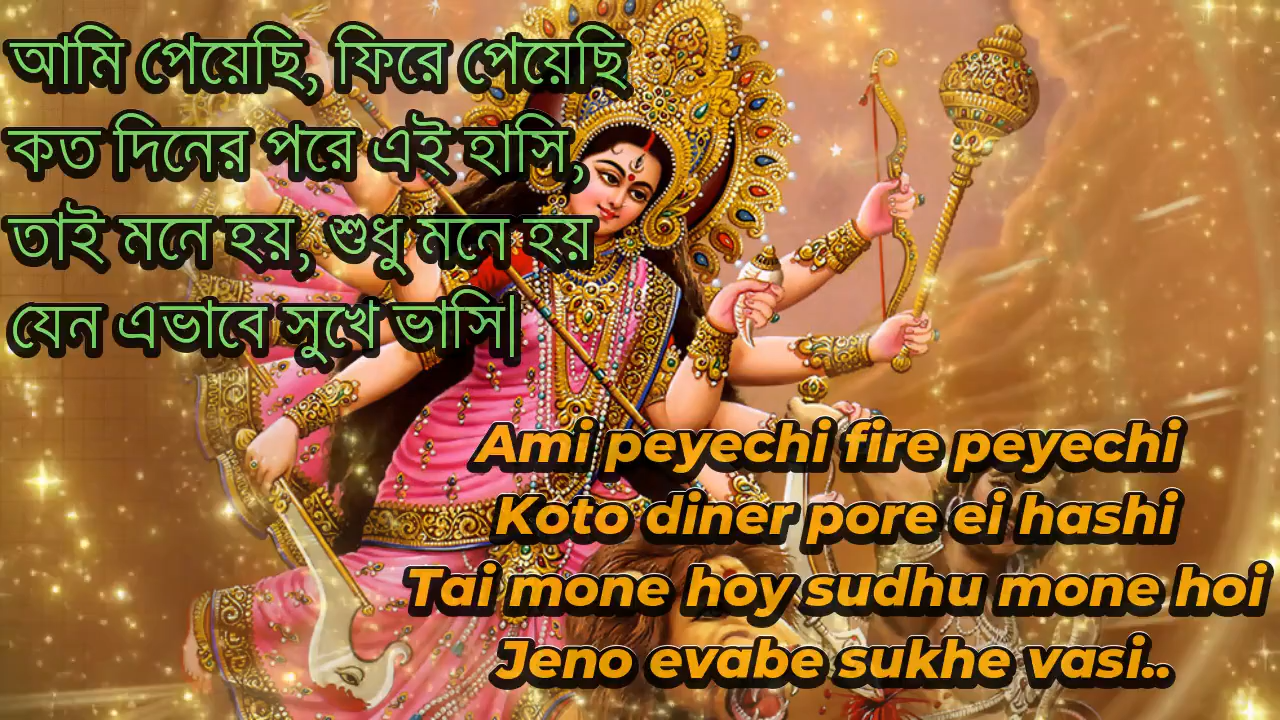 আমি পেয়েছি, ফিরে পেয়েছি
কত দিনের পরে এই হাসি,
তাই মনে হয়, শুধু মনে হয়
যেন এভাবে সুখে ভাসি|
Ami peyechi fire peyechi
Koto diner pore ei hashi
Tai mone hoy sudhu mone hoi
Jeno evabe sukhe vasi..